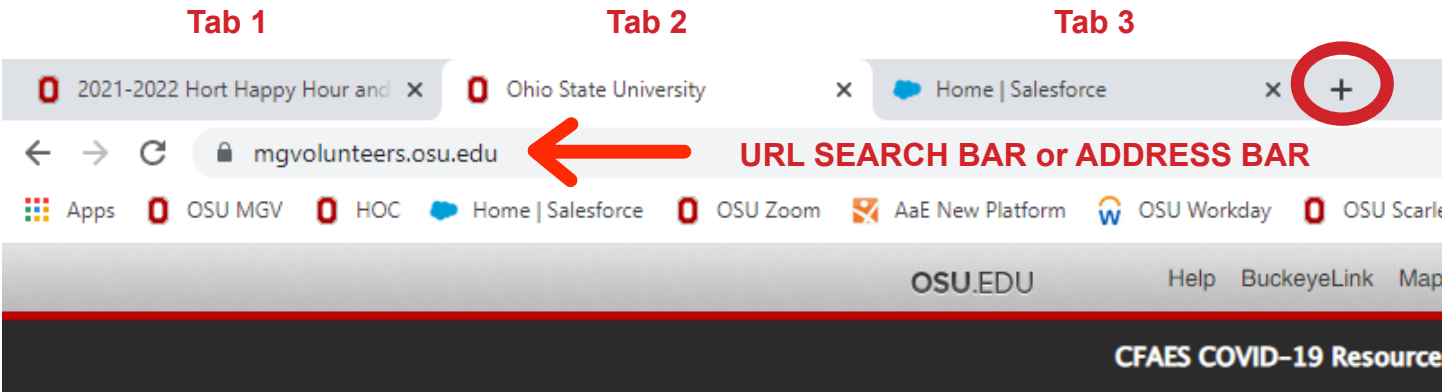 Tab 1 Tab 2 Tab 3
2021-2022 Hort Happy Hour and Ohio State University Home | Salesforce
mgvolunteers.osu.edu URL SEARCH BAR or ADDRESS BAR
Apps OSU MGV HOC Home | Salesforce OSU Zoom AaE New Platform OSU Workday OSU Scarle
OSU.EDU Help BuckeyeLink Map
CFAES COVID-19 Resource